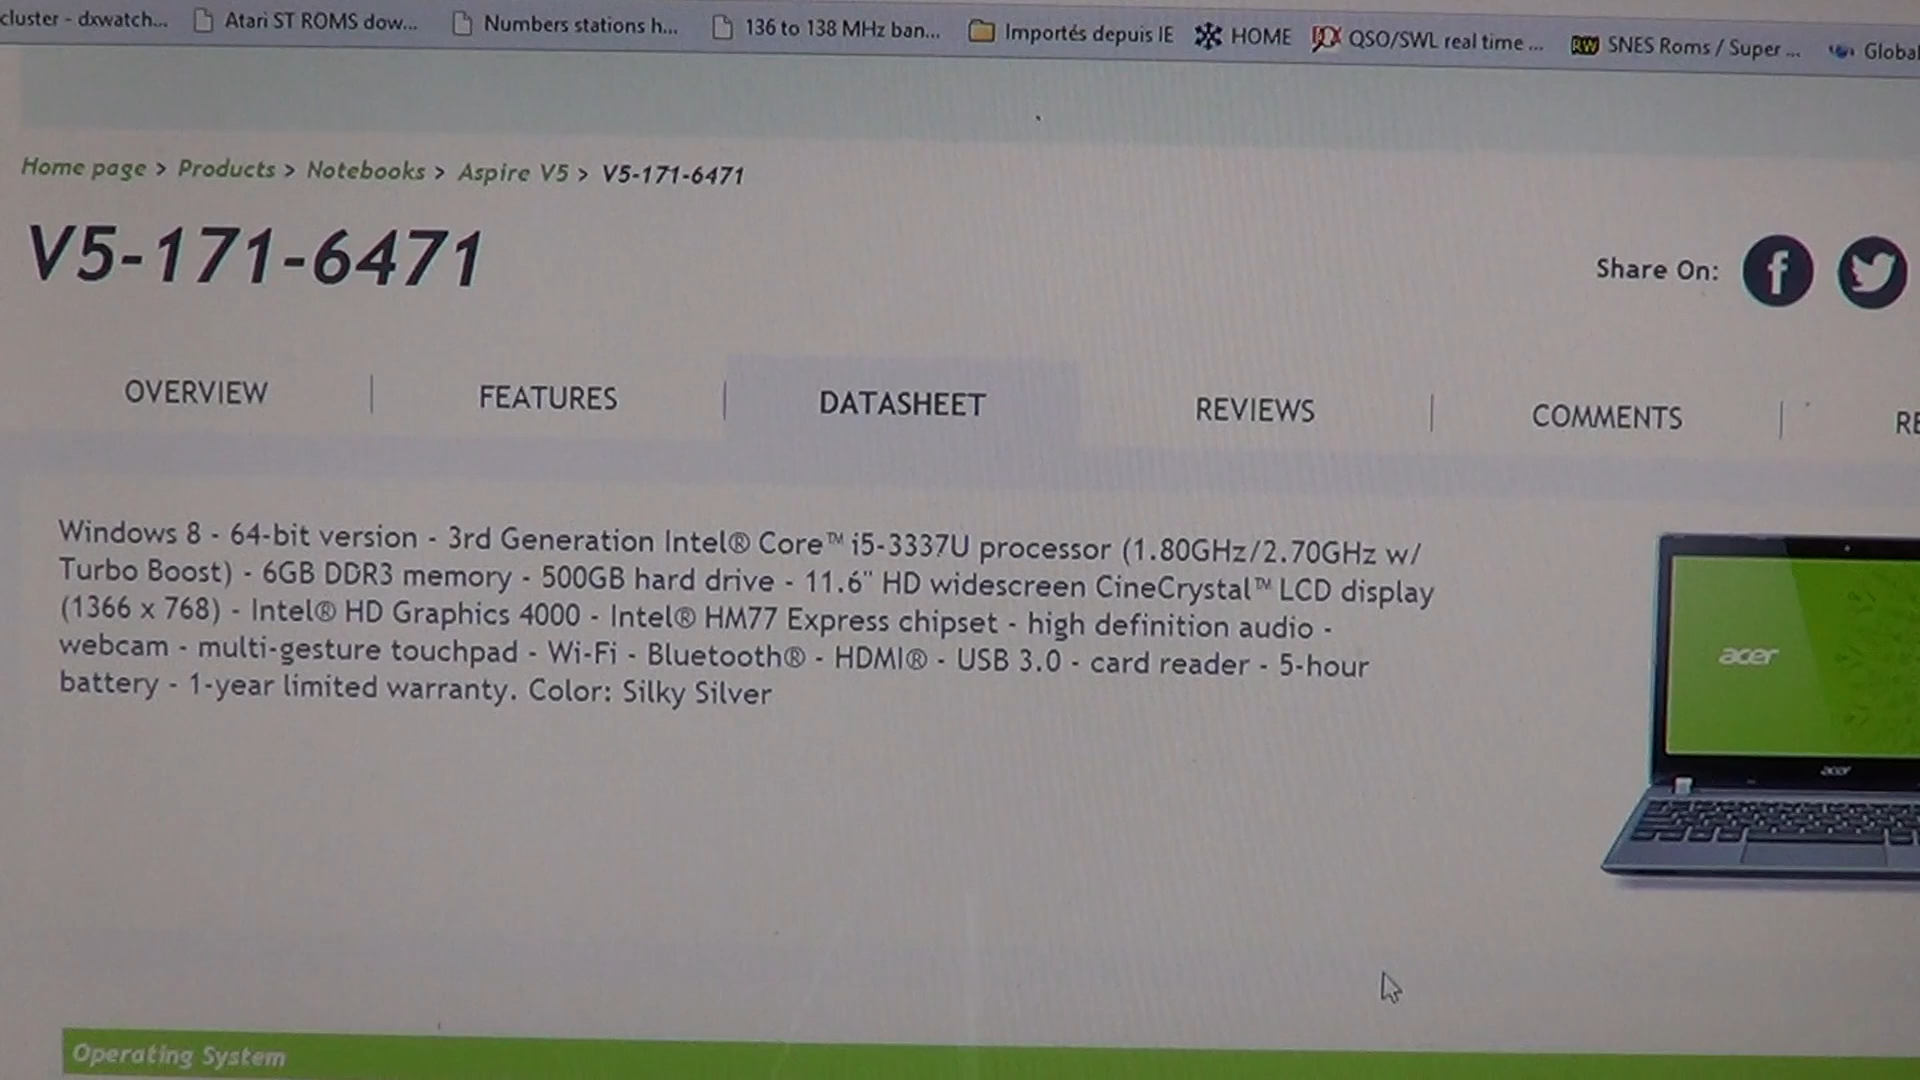 cluster - dxwatch... Atari ST ROMS dow... Numbers stations h... 136 to 138 MHz ban... Importés depuis IE HOME QSO/SWL real time ... SNES Roms / Super ... Global
Home page > Products > Notebooks > Aspire V5 > V5-171-6471
V5-171-6471
Share On:
OVERVIEW | FEATURES | DATASHEET REVIEWS | COMMENTS | RE
Windows 8 - 64-bit version - 3rd Generation Intel® Core™ i5-3337U processor (1.80GHz/2.70GHz w/
Turbo Boost) - 6GB DDR3 memory - 500GB hard drive - 11.6" HD widescreen CineCrystal™ LCD display
(1366 x 768) - Intel® HD Graphics 4000 - Intel® HM77 Express chipset - high definition audio -
webcam - multi-gesture touchpad - Wi-Fi - Bluetooth® - HDMI® - USB 3.0 - card reader - 5-hour
battery - 1-year limited warranty. Color: Silky Silver
acer
acer
Operating System